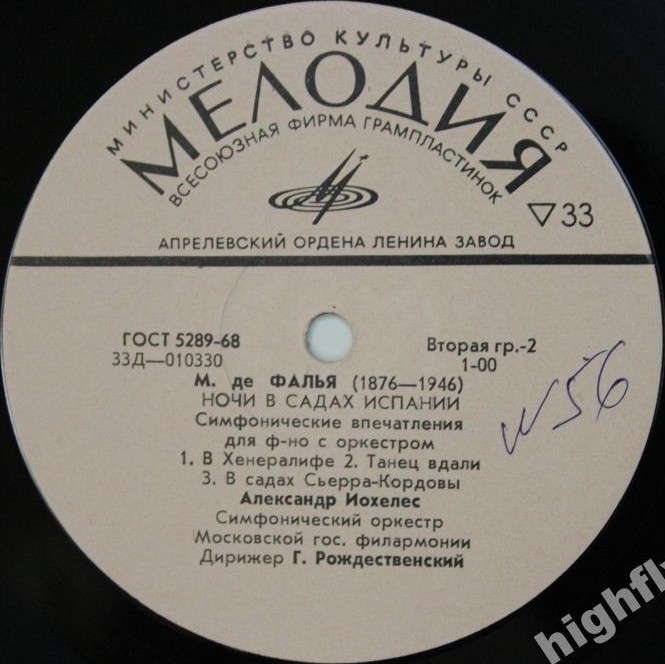 МИНИСТЕРСТВО КУЛЬТУРЫ СССР
МЕЛОДИЯ
ВСЕСОЮЗНАЯ ФИРМА ГРАМПЛАСТИНОК
▽33
АПРЕЛЕВСКИЙ ОРДЕНА ЛЕНИНА ЗАВОД
ГОСТ 5289-68 Вторая гр.-2
33Д—010330 1-00
М. де ФАЛЬЯ (1876—1946)
НОЧИ В САДАХ ИСПАНИИ
Симфонические впечатления
для ф-но с оркестром
1. В Хенералифе 2. Танец вдали
3. В садах Сьерра-Кордовы
Александр Иохелес
Симфонический оркестр
Московской гос. филармонии
Дирижер Г. Рождественский
№56
highfl